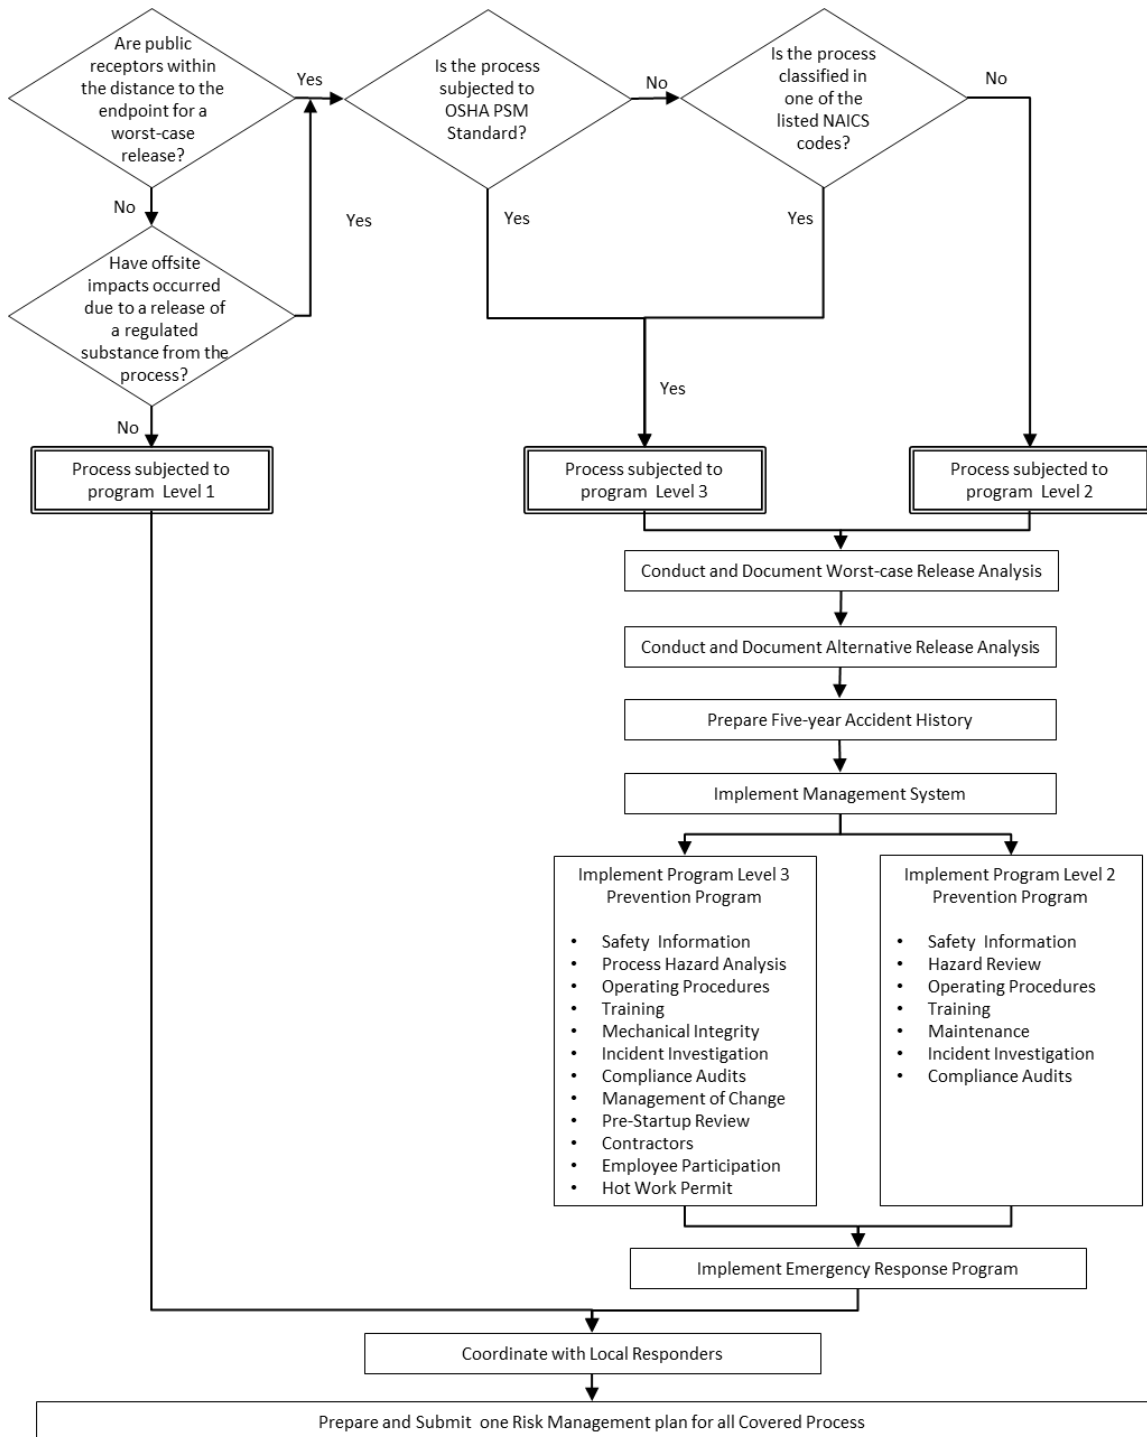 Are public
receptors within
the distance to the
endpoint for a
worst-case
release?
Yes
Is the process
subjected to
OSHA PSM
Standard?
No
Is the process
classified in
one of the
listed NAICS
codes?
No
No
Yes
Yes
Yes
Have offsite
impacts occurred
due to a release of
a regulated
substance from the
process?
Yes
No
Process subjected to
program Level 1
Process subjected to
program Level 3
Process subjected to
program Level 2
Conduct and Document Worst-case Release Analysis
Conduct and Document Alternative Release Analysis
Prepare Five-year Accident History
Implement Management System
Implement Program Level 3
Prevention Program
• Safety Information
• Process Hazard Analysis
• Operating Procedures
• Training
• Mechanical Integrity
• Incident Investigation
• Compliance Audits
• Management of Change
• Pre-Startup Review
• Contractors
• Employee Participation
• Hot Work Permit
Implement Program Level 2
Prevention Program
• Safety Information
• Hazard Review
• Operating Procedures
• Training
• Maintenance
• Incident Investigation
• Compliance Audits
Implement Emergency Response Program
Coordinate with Local Responders
Prepare and Submit one Risk Management plan for all Covered Process